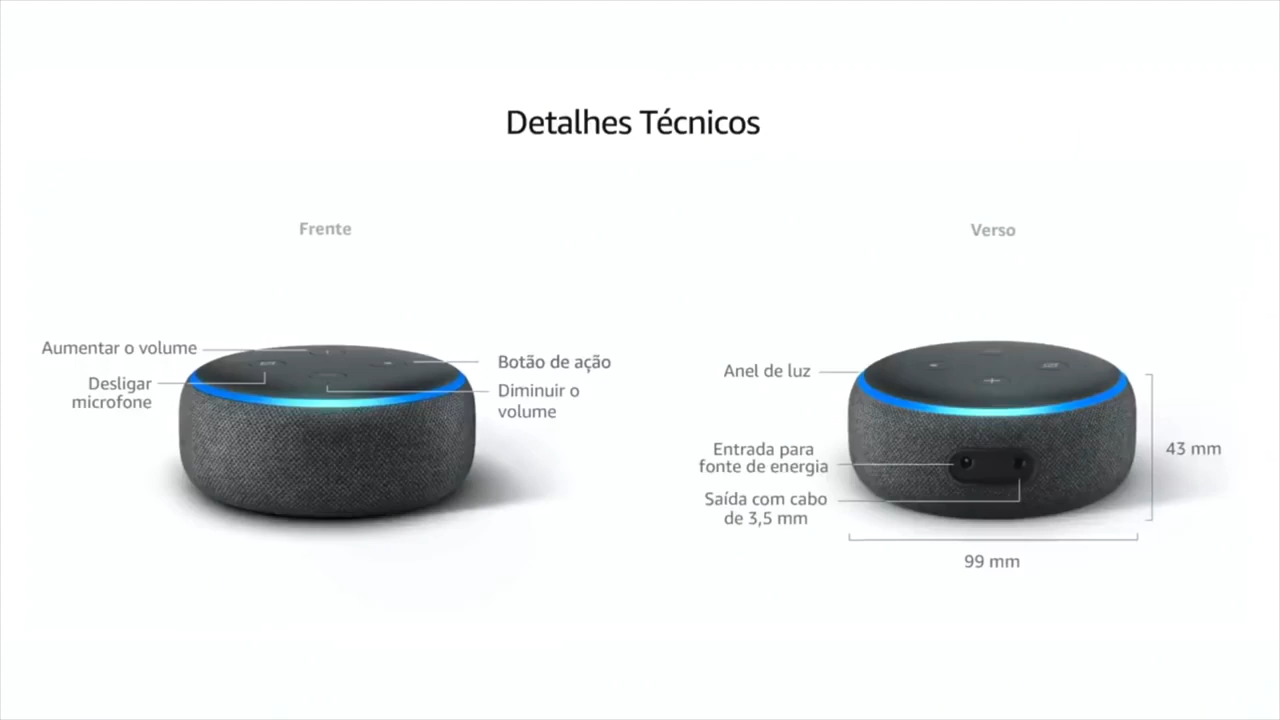 Detalhes Técnicos
Frente
Aumentar o volume
Desligar
microfone
Botão de ação
Diminuir o
volume
Verso
Anel de luz
Entrada para
fonte de energia
Saída com cabo
de 3,5 mm
43 mm
99 mm